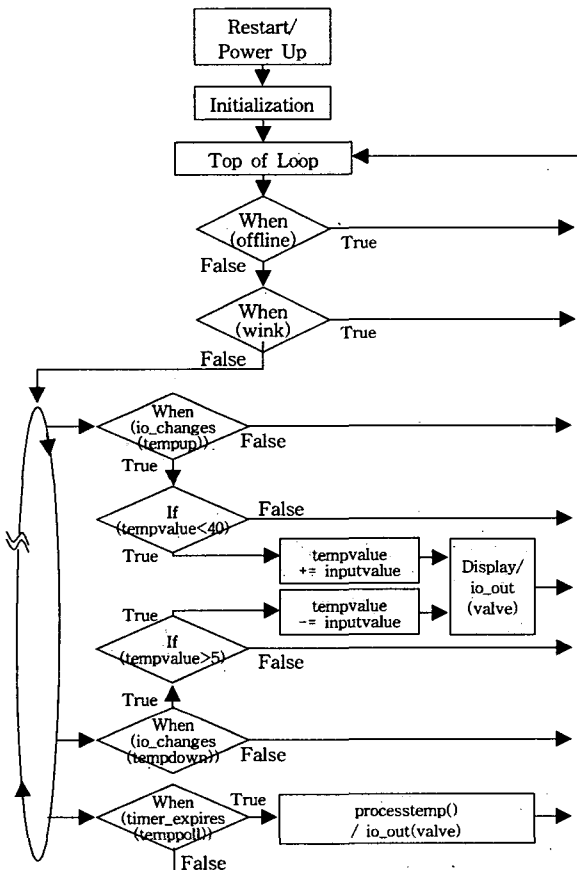 Restart/
Power Up
Initialization
Top of Loop
When
(offline)
True
False
When
(wink)
True
False
When
(io_changes
(tempup))
False
True
If
(tempvalue<40)
False
True
tempvalue
+= inputvalue
Display/
io_out
(valve)
True
tempvalue
-= inputvalue
If
(tempvalue>5)
False
True
When
(io_changes
(tempdown))
False
When
(timer_expires
(temppoll))
True
processtemp()
/ io_out(valve)
False